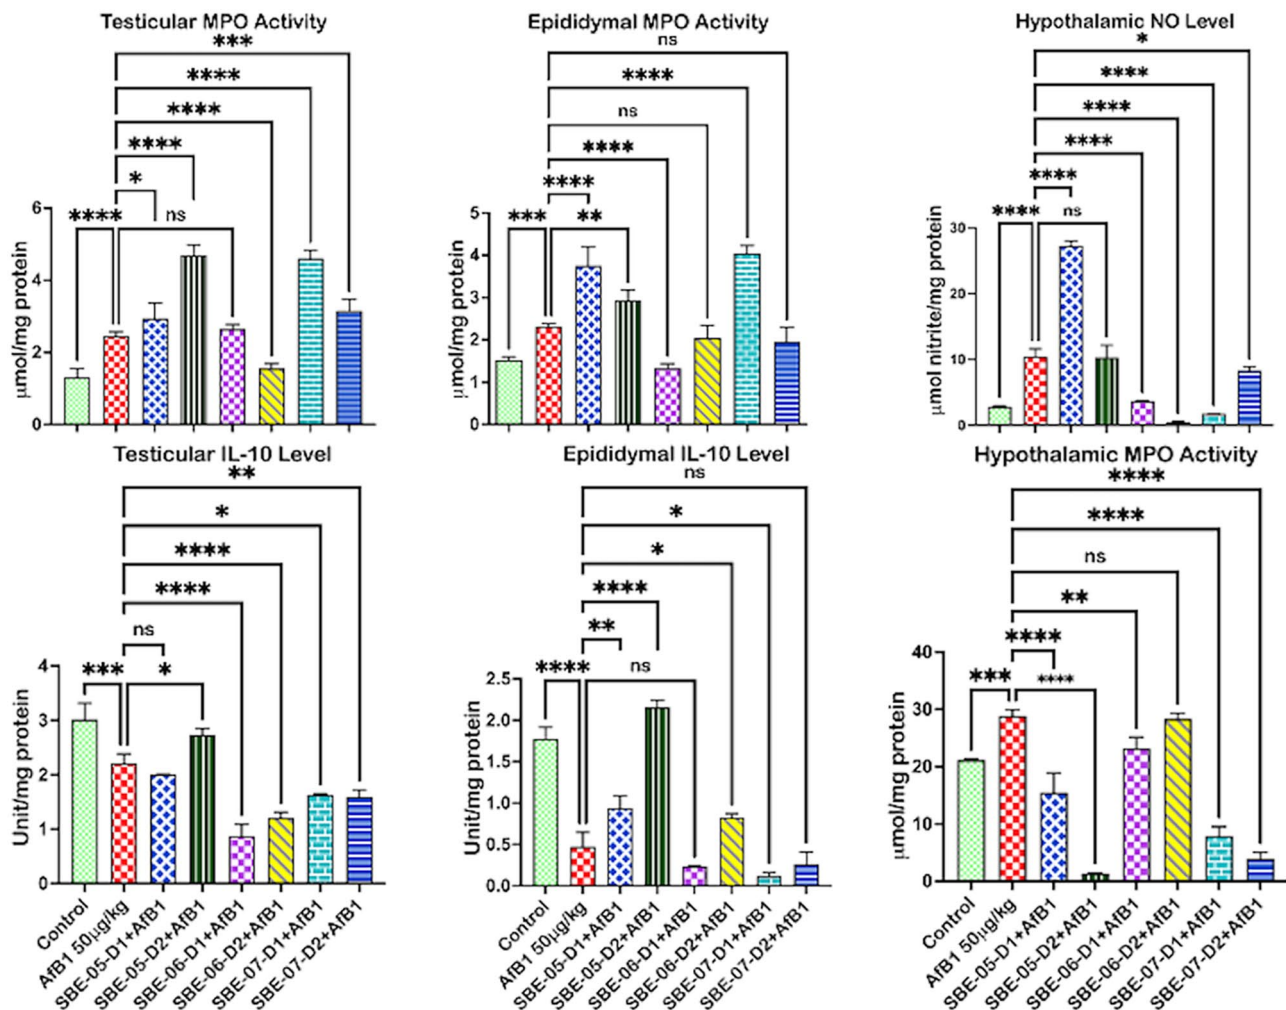 Testicular MPO Activity
***
****
****
****
*
**** ns
μmol/mg protein
6
4
2
0
Epididymal MPO Activity
ns
****
ns
****
****
*** **
μmol/mg protein
5
4
3
2
1
0
Hypothalamic NO Level
*
****
****
****
****
**** ns
μmol nitrite/mg protein
30
20
10
0
Testicular IL-10 Level
**
*
****
****
ns
*** *
Unit/mg protein
4
3
2
1
0
Control
AfB1 50μg/kg
SBE-05-D1+AfB1
SBE-05-D2+AfB1
SBE-06-D1+AfB1
SBE-06-D2+AfB1
SBE-07-D1+AfB1
SBE-07-D2+AfB1
Epididymal IL-10 Level
ns
*
*
****
**
**** ns
Unit/mg protein
2.5
2.0
1.5
1.0
0.5
0.0
Control
AfB1 50μg/kg
SBE-05-D1+AfB1
SBE-05-D2+AfB1
SBE-06-D1+AfB1
SBE-06-D2+AfB1
SBE-07-D1+AfB1
SBE-07-D2+AfB1
Hypothalamic MPO Activity
****
****
ns
**
****
*** ****
μmol/mg protein
40
30
20
10
0
Control
AfB1 50μg/kg
SBE-05-D1+AfB1
SBE-05-D2+AfB1
SBE-06-D1+AfB1
SBE-06-D2+AfB1
SBE-07-D1+AfB1
SBE-07-D2+AfB1